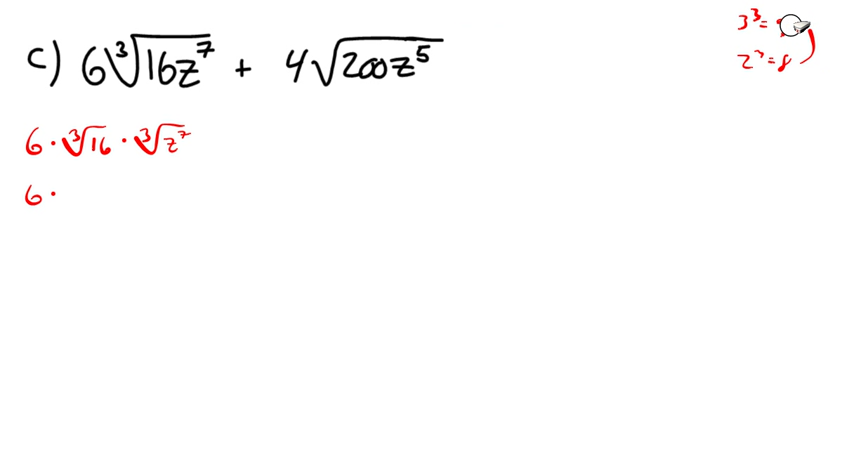 c) 6∛16z⁷ + 4√200z⁵
3³=
2³=8
6 · ∛16 · ∛z⁷
6 ·